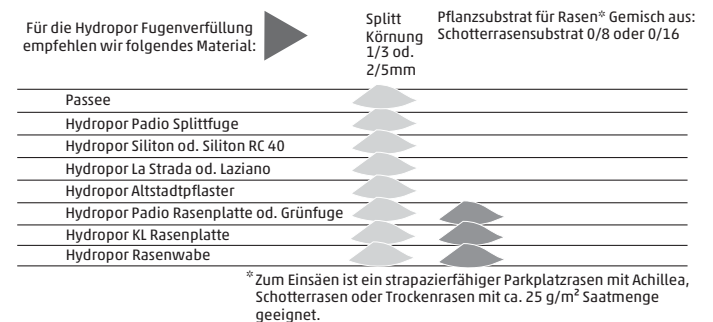 Für die Hydropor Fugenverfüllung
empfehlen wir folgendes Material:
Splitt
Körnung
1/3 od.
2/5mm
Pflanzsubstrat für Rasen* Gemisch aus:
Schotterrasensubstrat 0/8 oder 0/16
Passee
Hydropor Padio Splittfuge
Hydropor Siliton od. Siliton RC 40
Hydropor La Strada od. Laziano
Hydropor Altstadtpflaster
Hydropor Padio Rasenplatte od. Grünfuge
Hydropor KL Rasenplatte
Hydropor Rasenwabe
*Zum Einsäen ist ein strapazierfähiger Parkplatzrasen mit Achillea,
Schotterrasen oder Trockenrasen mit ca. 25 g/m² Saatmenge
geeignet.